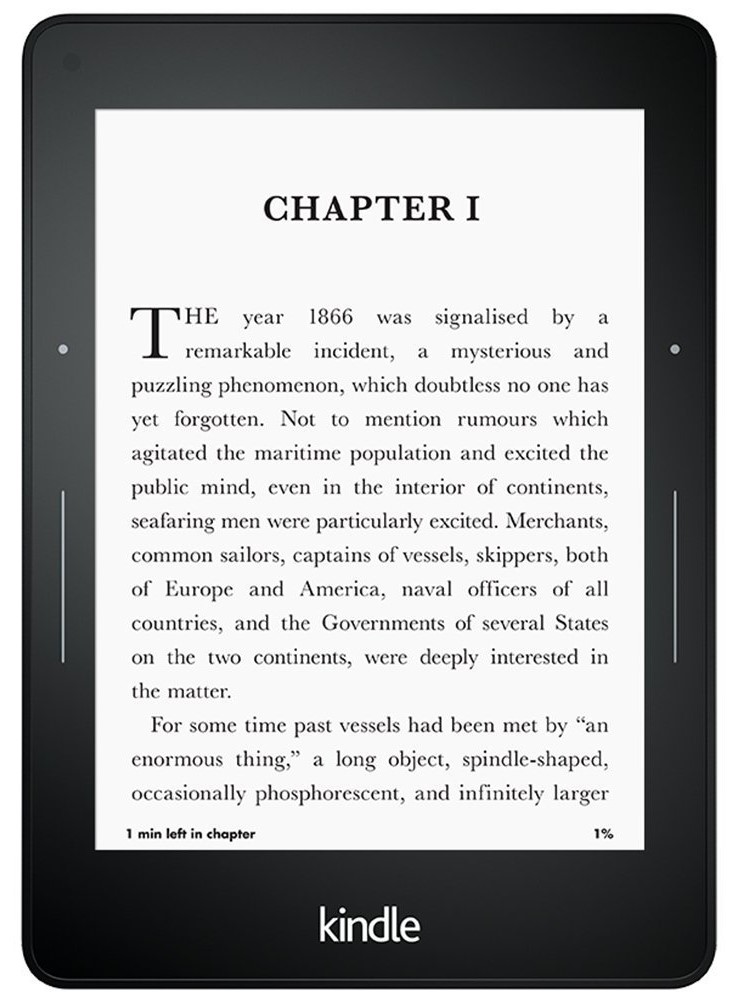 CHAPTER I
THE year 1866 was signalised by a
remarkable incident, a mysterious and
puzzling phenomenon, which doubtless no one has
yet forgotten. Not to mention rumours which
agitated the maritime population and excited the
public mind, even in the interior of continents,
seafaring men were particularly excited. Merchants,
common sailors, captains of vessels, skippers, both
of Europe and America, naval officers of all
countries, and the Governments of several States
on the two continents, were deeply interested in
the matter.
For some time past vessels had been met by “an
enormous thing,” a long object, spindle-shaped,
occasionally phosphorescent, and infinitely larger
1 min left in chapter 1%
kindle